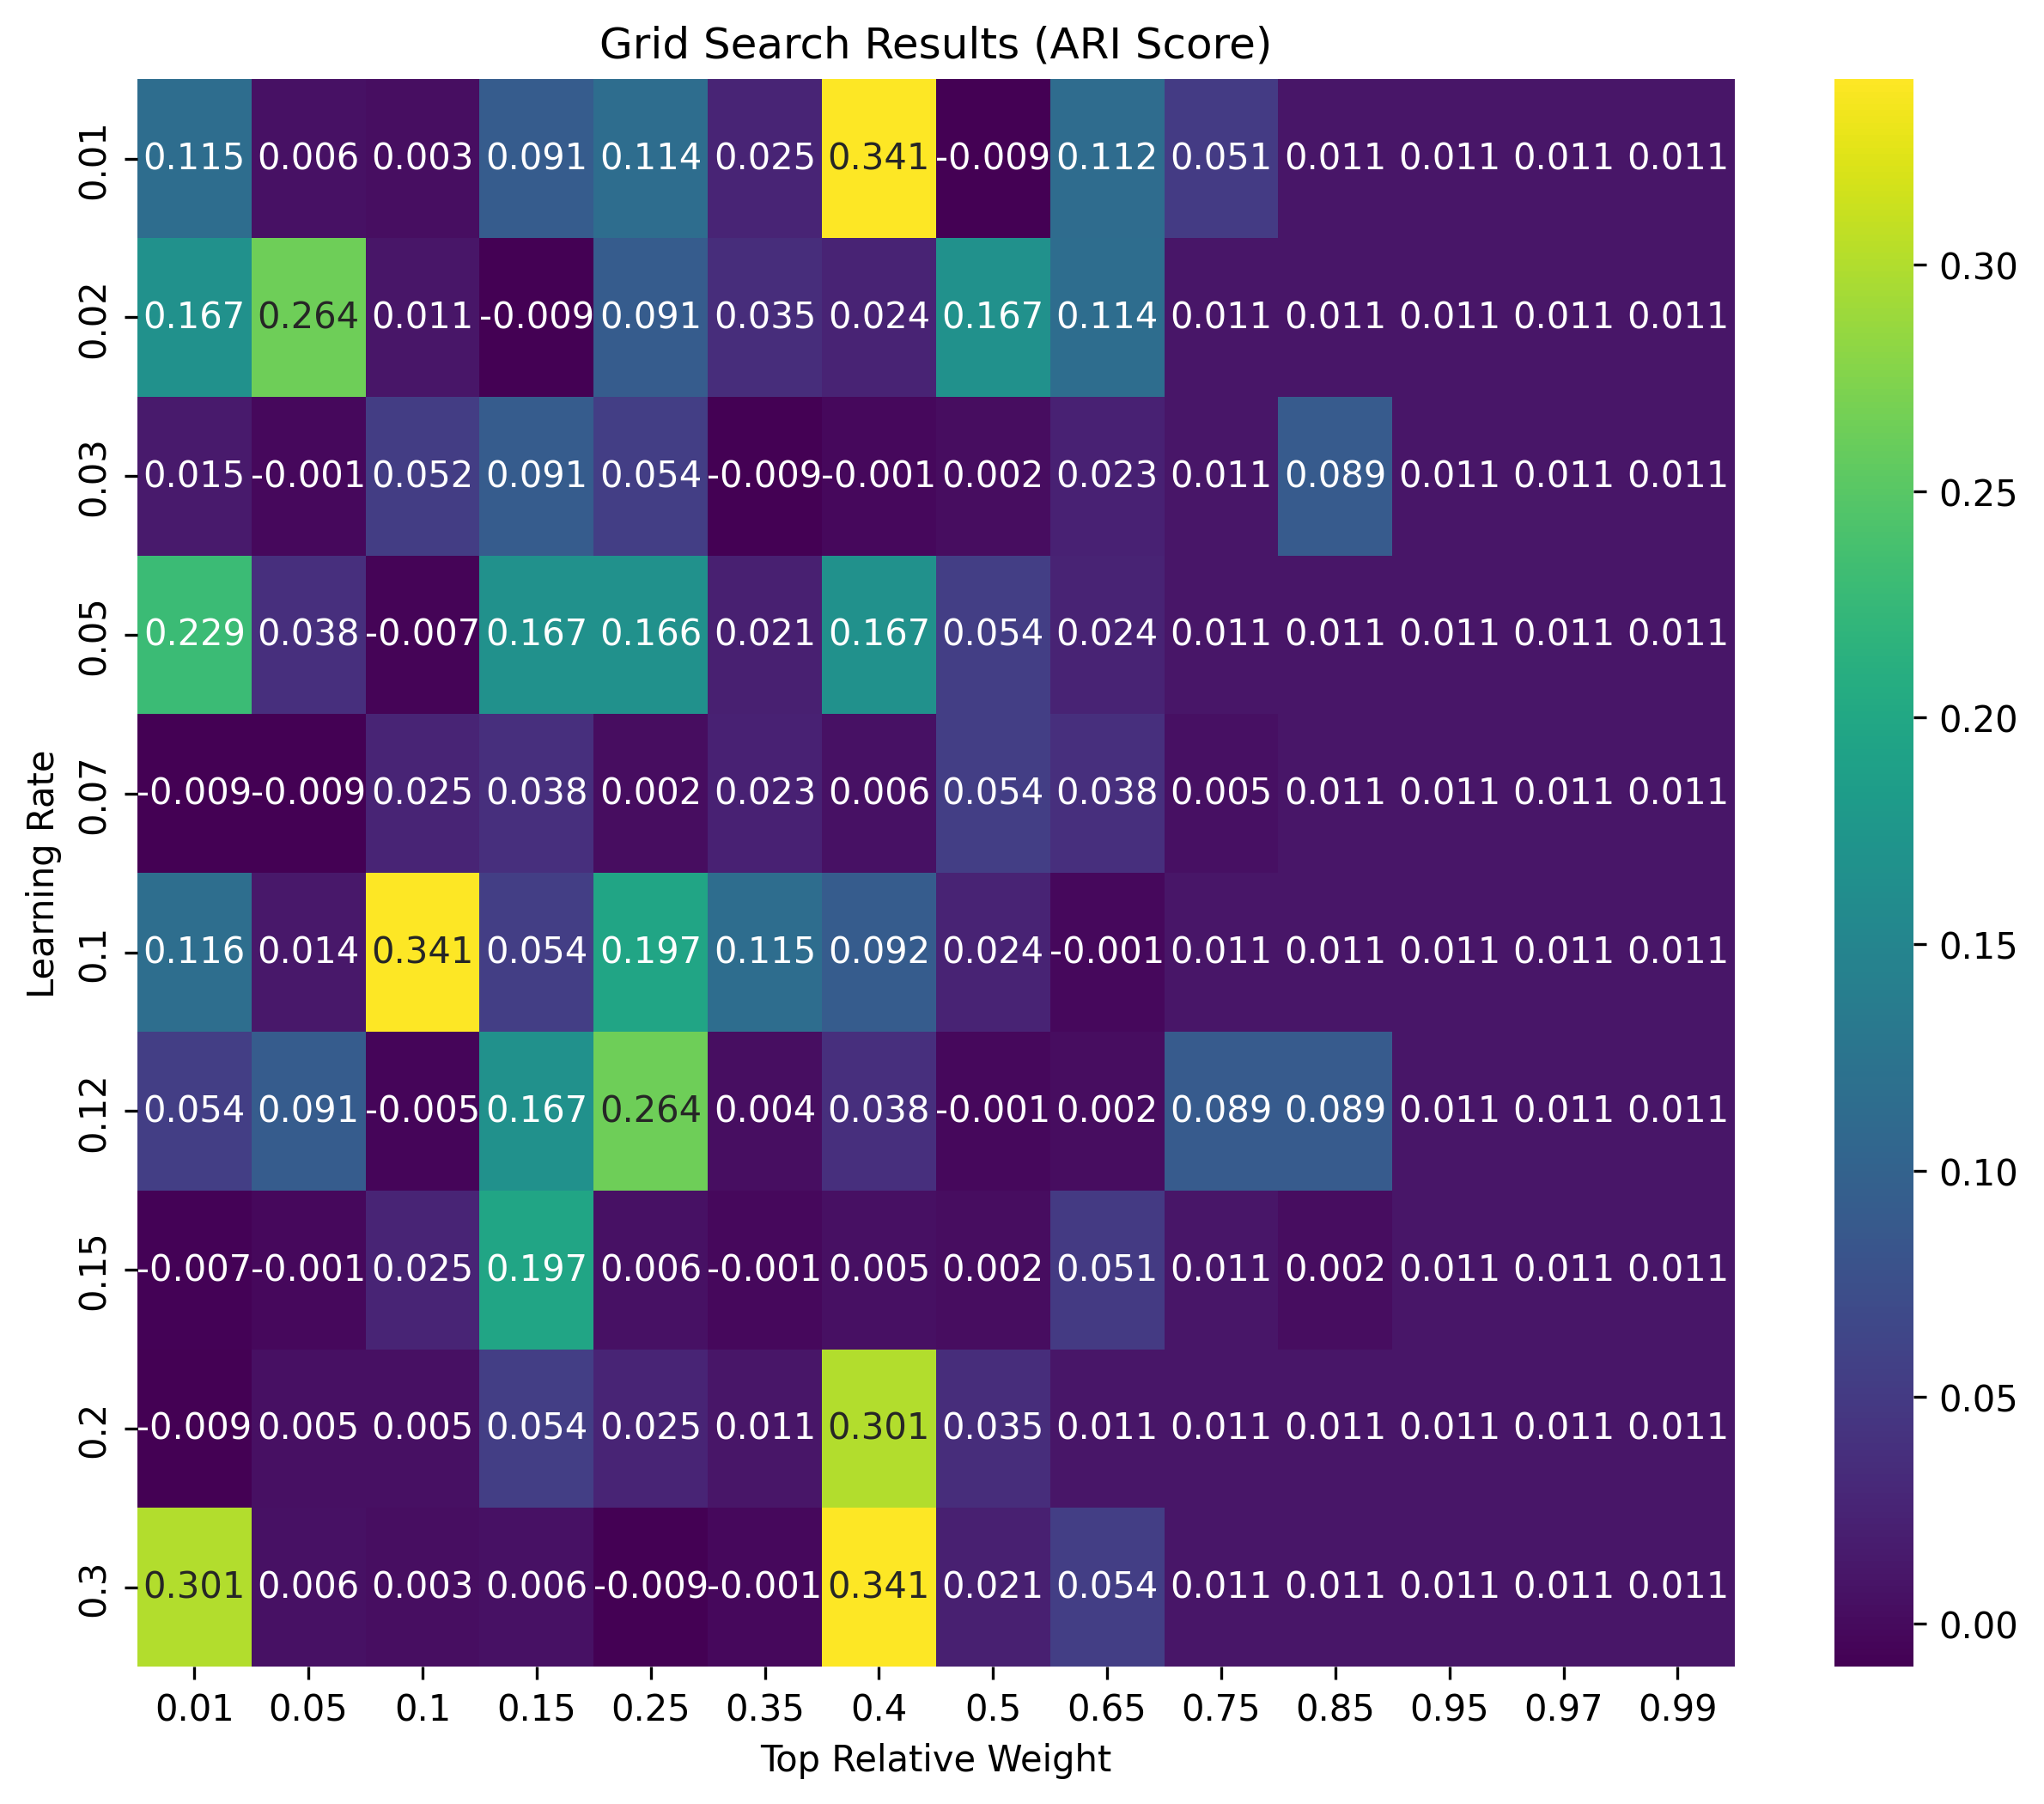 Grid Search Results (ARI Score)
Learning Rate
0.01 0.115 0.006 0.003 0.091 0.114 0.025 0.341 -0.009 0.112 0.051 0.011 0.011 0.011 0.011
0.02 0.167 0.264 0.011 -0.009 0.091 0.035 0.024 0.167 0.114 0.011 0.011 0.011 0.011 0.011
0.03 0.015 -0.001 0.052 0.091 0.054 -0.009 -0.001 0.002 0.023 0.011 0.089 0.011 0.011 0.011
0.05 0.229 0.038 -0.007 0.167 0.166 0.021 0.167 0.054 0.024 0.011 0.011 0.011 0.011 0.011
0.07 -0.009 -0.009 0.025 0.038 0.002 0.023 0.006 0.054 0.038 0.005 0.011 0.011 0.011 0.011
0.1 0.116 0.014 0.341 0.054 0.197 0.115 0.092 0.024 -0.001 0.011 0.011 0.011 0.011 0.011
0.12 0.054 0.091 -0.005 0.167 0.264 0.004 0.038 -0.001 0.002 0.089 0.089 0.011 0.011 0.011
0.15 -0.007 -0.001 0.025 0.197 0.006 -0.001 0.005 0.002 0.051 0.011 0.002 0.011 0.011 0.011
0.2 -0.009 0.005 0.005 0.054 0.025 0.011 0.301 0.035 0.011 0.011 0.011 0.011 0.011 0.011
0.3 0.301 0.006 0.003 0.006 -0.009 -0.001 0.341 0.021 0.054 0.011 0.011 0.011 0.011 0.011
0.01 0.05 0.1 0.15 0.25 0.35 0.4 0.5 0.65 0.75 0.85 0.95 0.97 0.99
Top Relative Weight
0.30
0.25
0.20
0.15
0.10
0.05
0.00